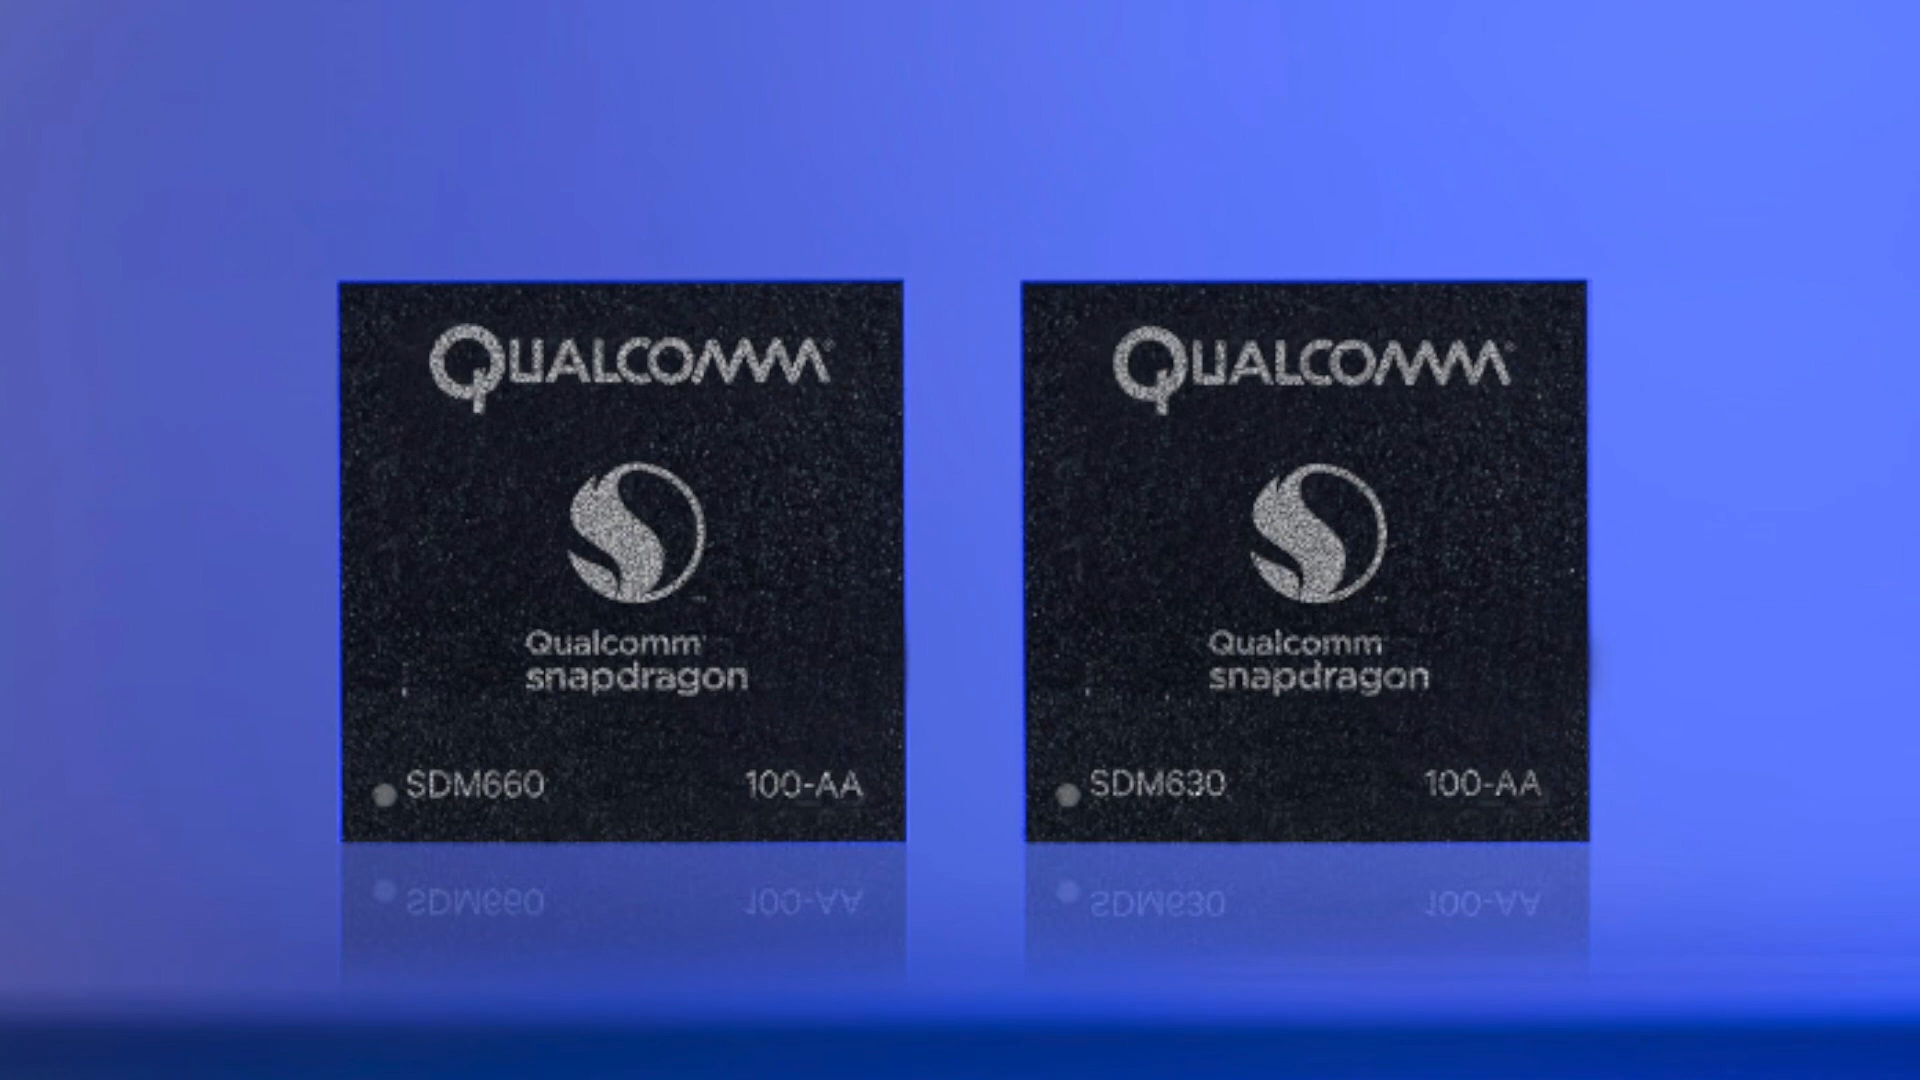 QUALCOMM®
Qualcomm
snapdragon
SDM660 100-AA
QUALCOMM®
Qualcomm
snapdragon
SDM630 100-AA